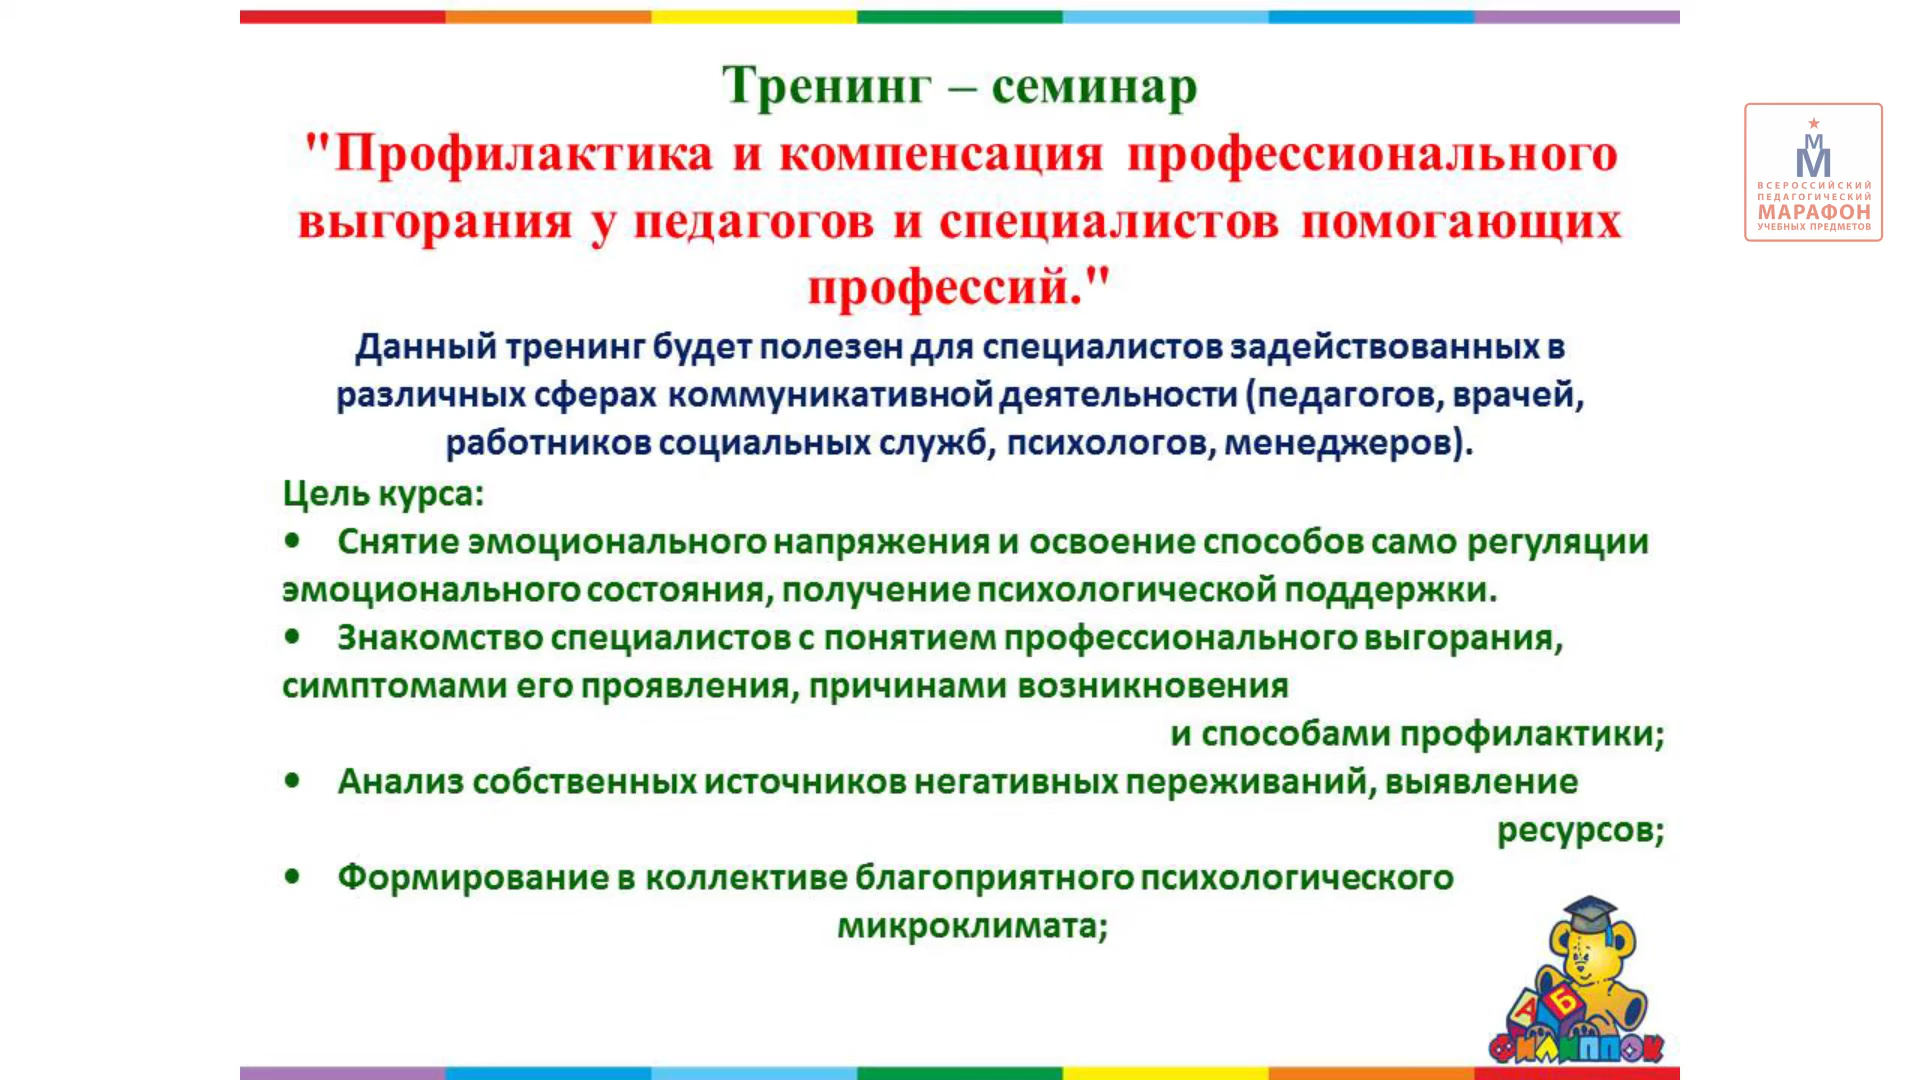 Тренинг – семинар
"Профилактика и компенсация профессионального
выгорания у педагогов и специалистов помогающих
профессий."
М
М
ВСЕРОССИЙСКИЙ
ПЕДАГОГИЧЕСКИЙ
МАРАФОН
УЧЕБНЫХ ПРЕДМЕТОВ
Данный тренинг будет полезен для специалистов задействованных в
различных сферах коммуникативной деятельности (педагогов, врачей,
работников социальных служб, психологов, менеджеров).
Цель курса:
• Снятие эмоционального напряжения и освоение способов само регуляции
эмоционального состояния, получение психологической поддержки.
• Знакомство специалистов с понятием профессионального выгорания,
симптомами его проявления, причинами возникновения
и способами профилактики;
• Анализ собственных источников негативных переживаний, выявление
ресурсов;
• Формирование в коллективе благоприятного психологического
микроклимата;
А Б
ФИЛИППОК